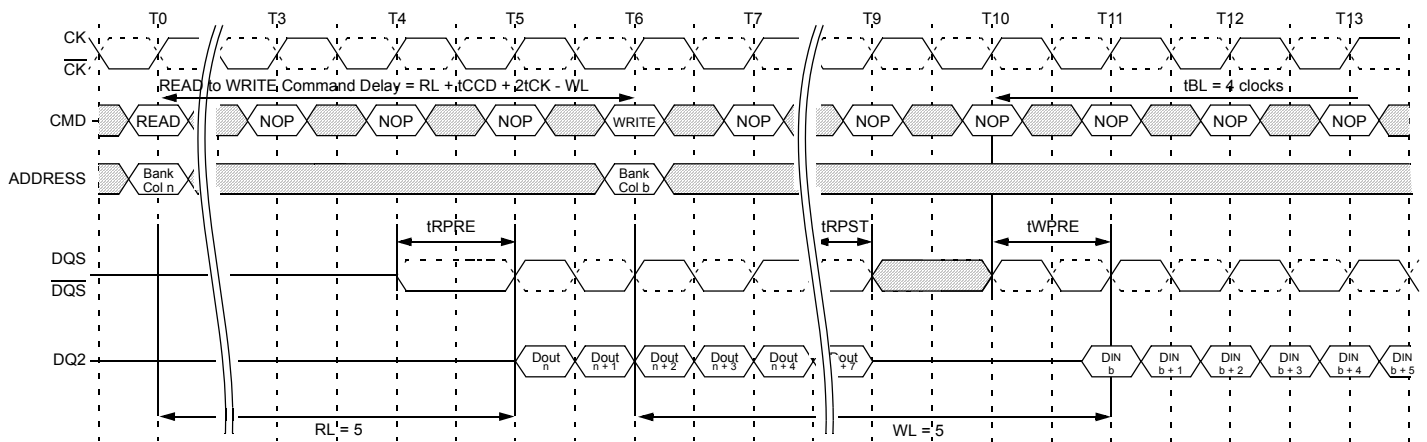 T0 T3 T4 T5 T6 T7 T9 T10 T11 T12 T13
CK
CK
READ to WRITE Command Delay = RL + tCCD + 2tCK - WL
tBL = 4 clocks
CMD READ NOP NOP NOP WRITE NOP NOP NOP NOP NOP NOP
ADDRESS
Bank Bank
Col n Col b
tRPRE tRPST tWPRE
DQS
DQS
DQ2
Dout Dout Dout Dout Dout out DIN DIN DIN DIN DIN DIN
n n + 1 n + 2 n + 3 n + 4 + 7 b b + 1 b + 2 b + 3 b + 4 b + 5
RL = 5 WL = 5